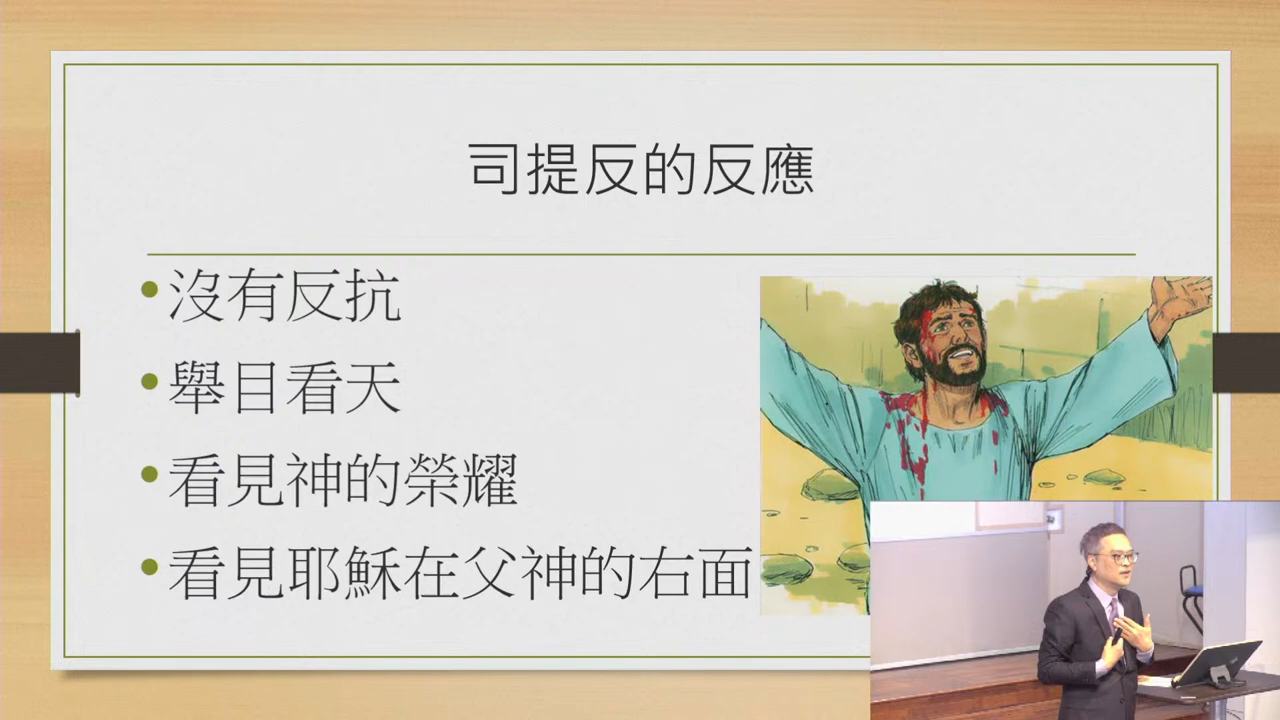 司提反的反應
•沒有反抗
•舉目看天
•看見神的榮耀
•看見耶穌在父神的右面